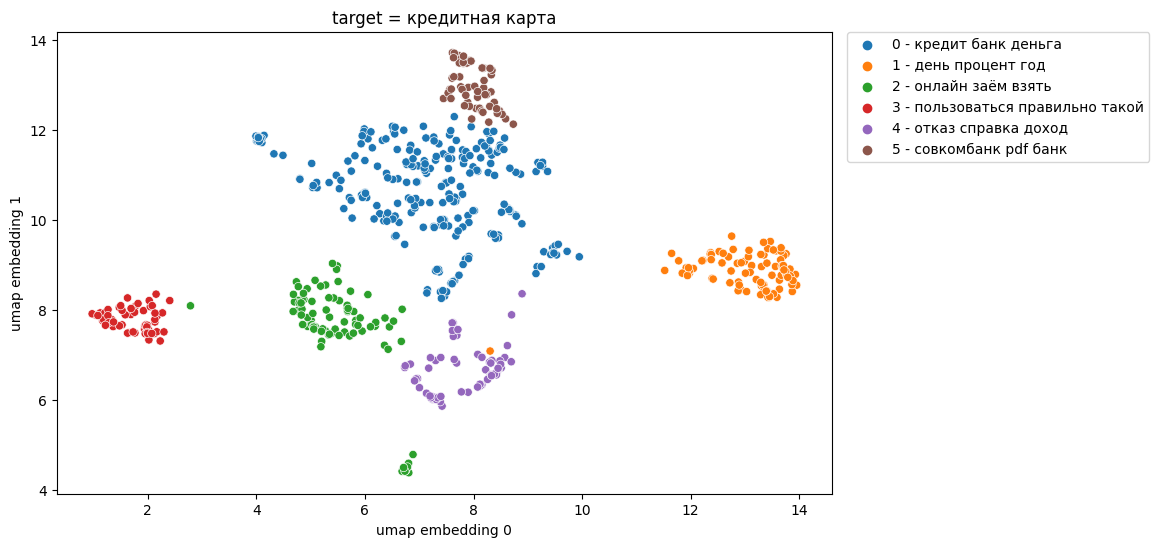 target = кредитная карта
14
12
10
8
6
4
umap embedding 1
2
4
6
8
10
12
14
umap embedding 0
0 - кредит банк деньга
1 - день процент год
2 - онлайн заём взять
3 - пользоваться правильно такой
4 - отказ справка доход
5 - совкомбанк pdf банк